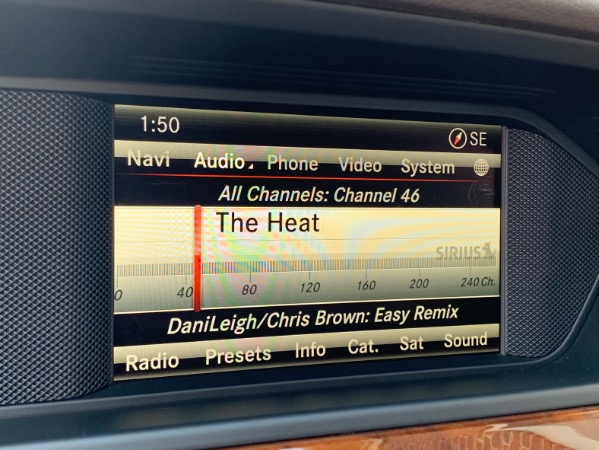 1:50 SE
Navi Audio Phone Video System
All Channels: Channel 46
The Heat
SIRIUS
0 40 80 120 160 200 240 Ch.
DaniLeigh/Chris Brown: Easy Remix
Radio Presets Info Cat. Sat Sound